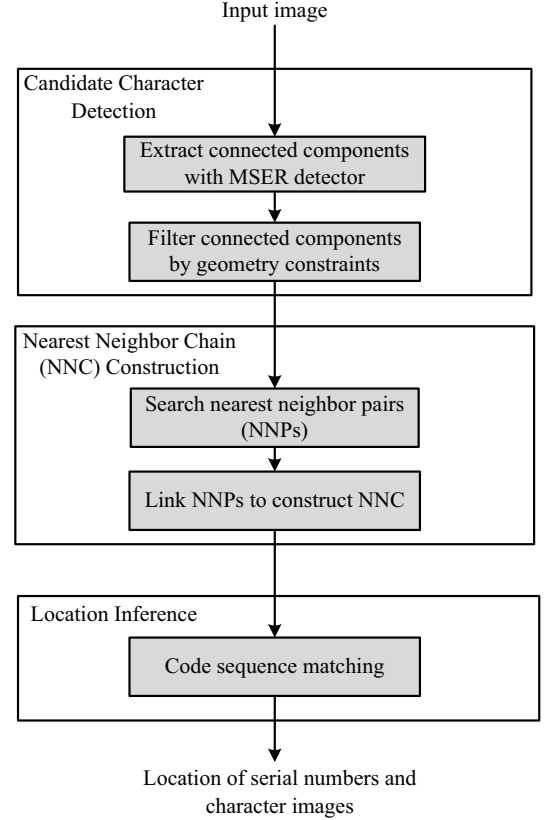 Input image
Candidate Character
Detection
Extract connected components
with MSER detector
Filter connected components
by geometry constraints
Nearest Neighbor Chain
(NNC) Construction
Search nearest neighbor pairs
(NNPs)
Link NNPs to construct NNC
Location Inference
Code sequence matching
Location of serial numbers and
character images